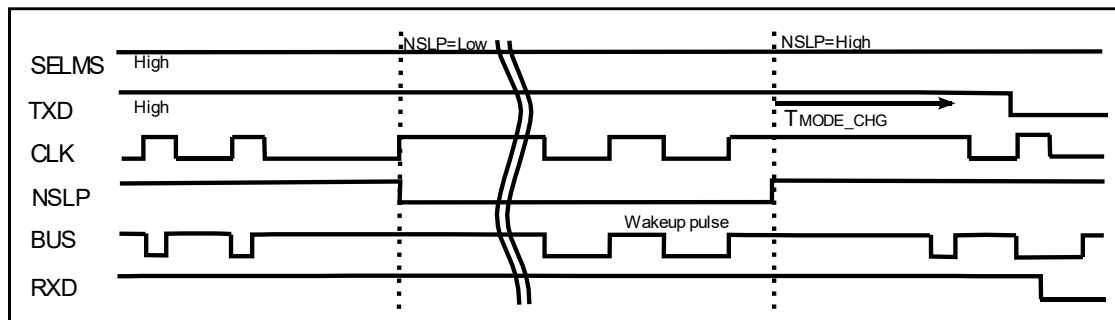 NSLP=Low
NSLP=High
SELMS
High
TXD
High
TMODE_CHG
CLK
NSLP
Wakeup pulse
BUS
RXD